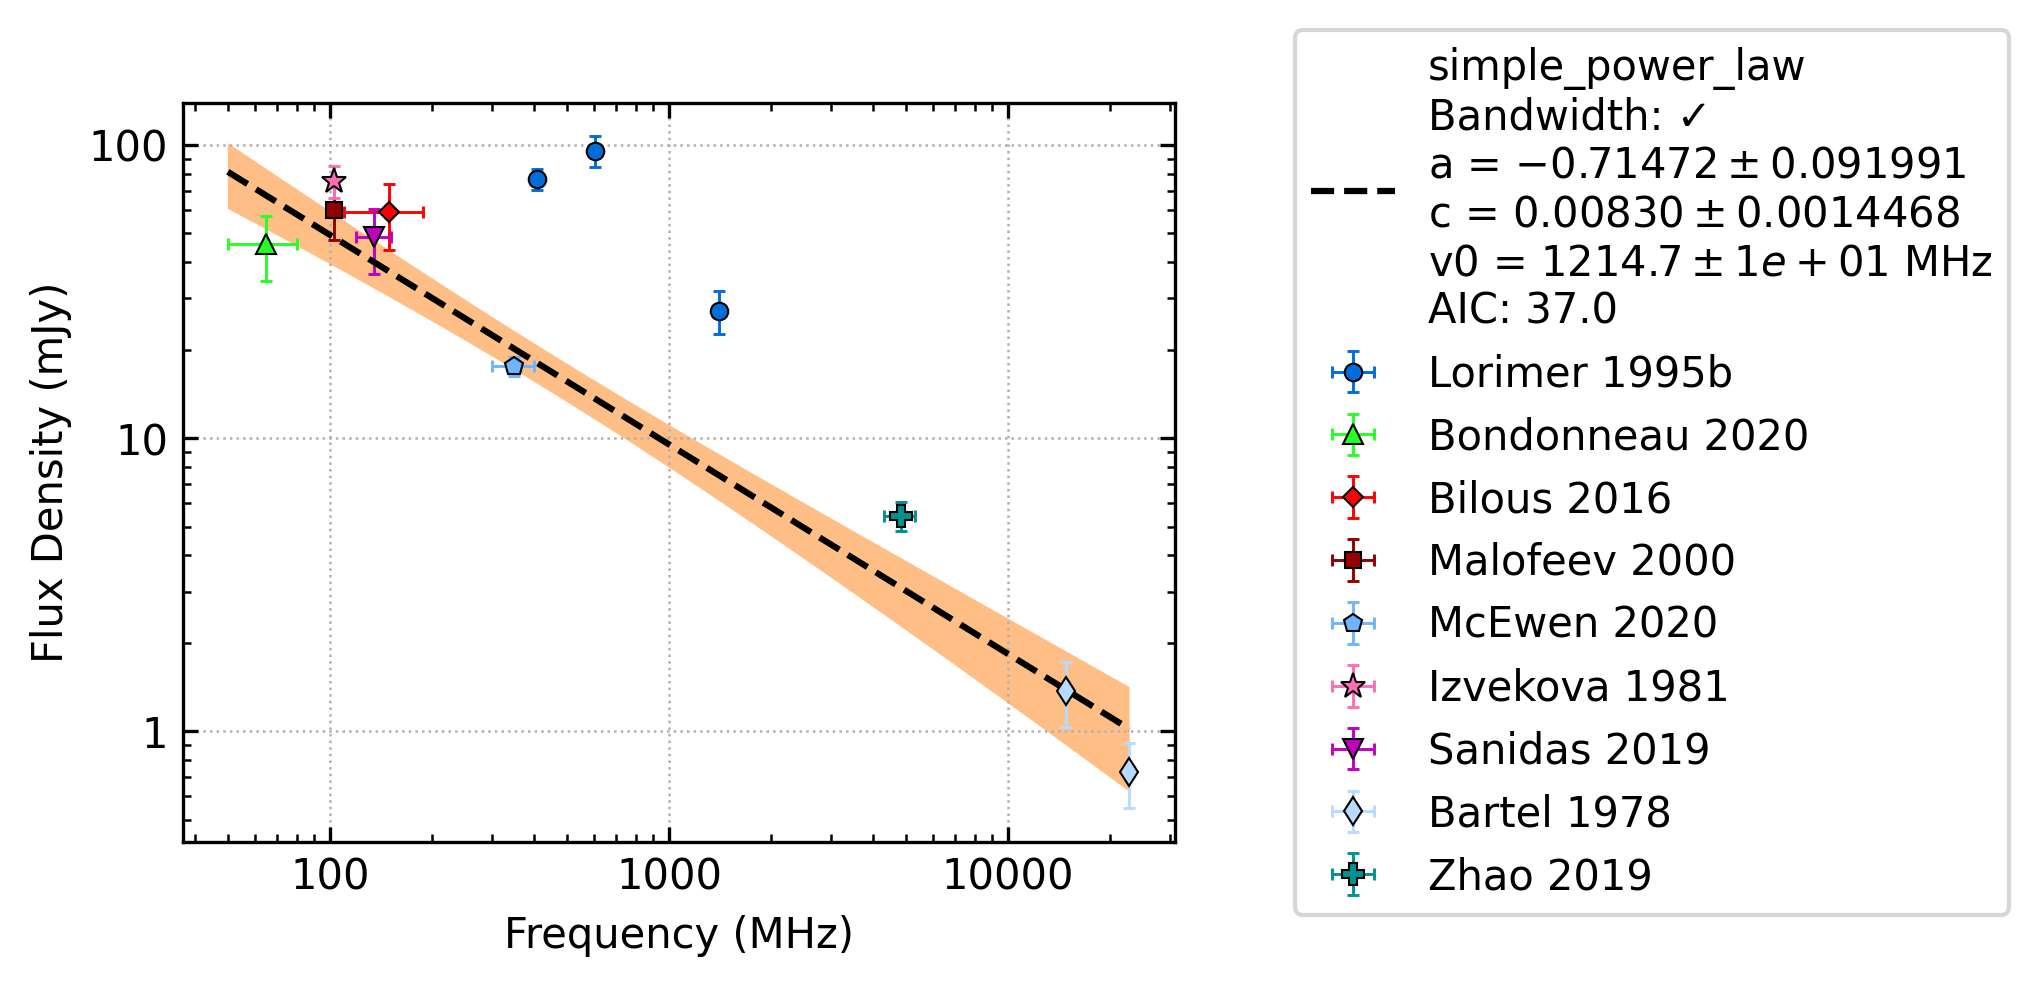 100
10
1
Flux Density (mJy)
100
1000
10000
Frequency (MHz)
simple_power_law
Bandwidth: ✓
a = −0.71472 ± 0.091991
c = 0.00830 ± 0.0014468
v0 = 1214.7 ± 1e + 01 MHz
AIC: 37.0
Lorimer 1995b
Bondonneau 2020
Bilous 2016
Malofeev 2000
McEwen 2020
Izvekova 1981
Sanidas 2019
Bartel 1978
Zhao 2019